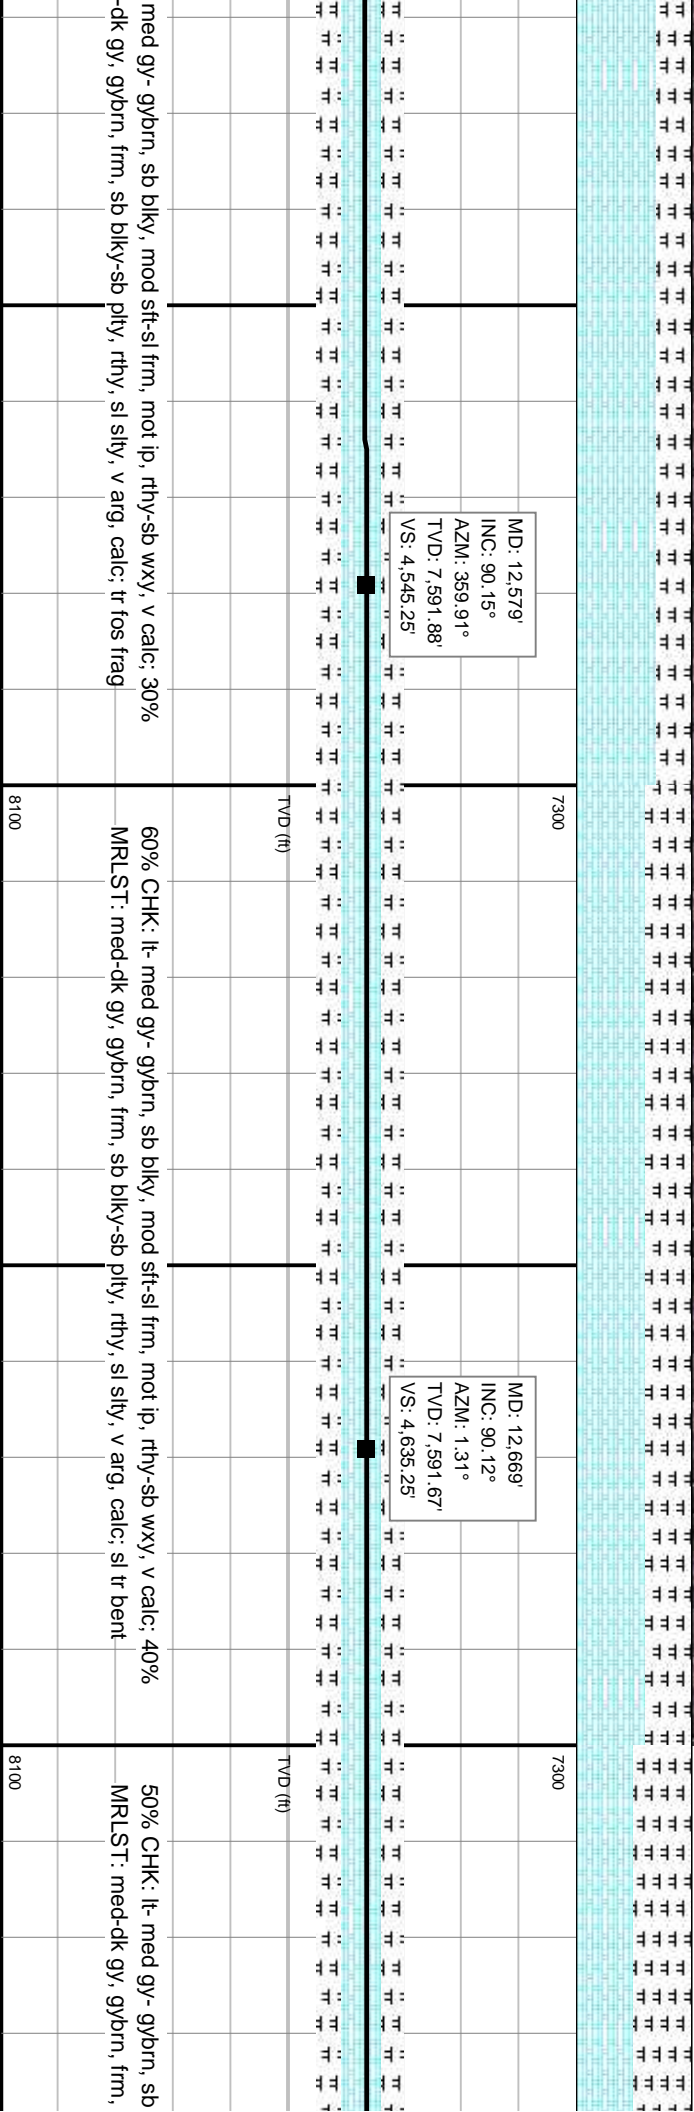 med gy- gybrn, sb blky, mod sft-sl frm, mot ip, rthy-sb wxy, v calc; 30%
-dk gy, gybrn, frm, sb blky-sb plty, rthy, sl slty, v arg, calc; tr fos frag
MD: 12,579'
INC: 90.15°
AZM: 359.91°
TVD: 7,591.88'
VS: 4,545.25'
7300
TVD (ft)
8100
60% CHK: lt- med gy- gybrn, sb blky, mod sft-sl frm, mot ip, rthy-sb wxy, v calc; 40%
MRLST: med-dk gy, gybrn, frm, sb blky-sb plty, rthy, sl slty, v arg, calc; sl tr bent
MD: 12,669'
INC: 90.12°
AZM: 1.31°
TVD: 7,591.67'
VS: 4,635.25'
7300
TVD (ft)
8100
50% CHK: lt- med gy- gybrn, sb
MRLST: med-dk gy, gybrn, frm,